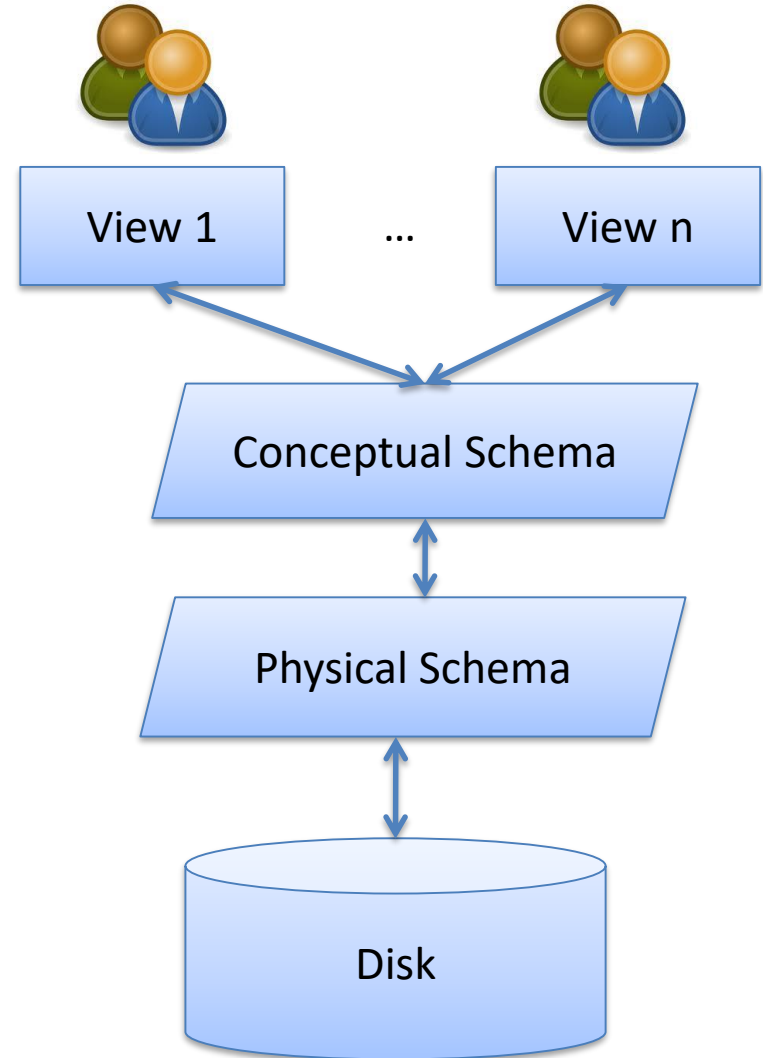 View 1
…
View n
Conceptual Schema
Physical Schema
Disk